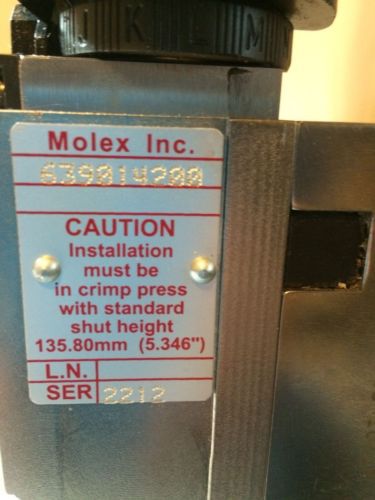 J K L M
Molex Inc.
639014200
CAUTION
Installation
must be
in crimp press
with standard
shut height
135.80mm (5.346")
L.N.
SER 2212